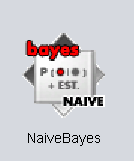 bayes
P(●|●)
+ EST.
NAIVE
NaiveBayes